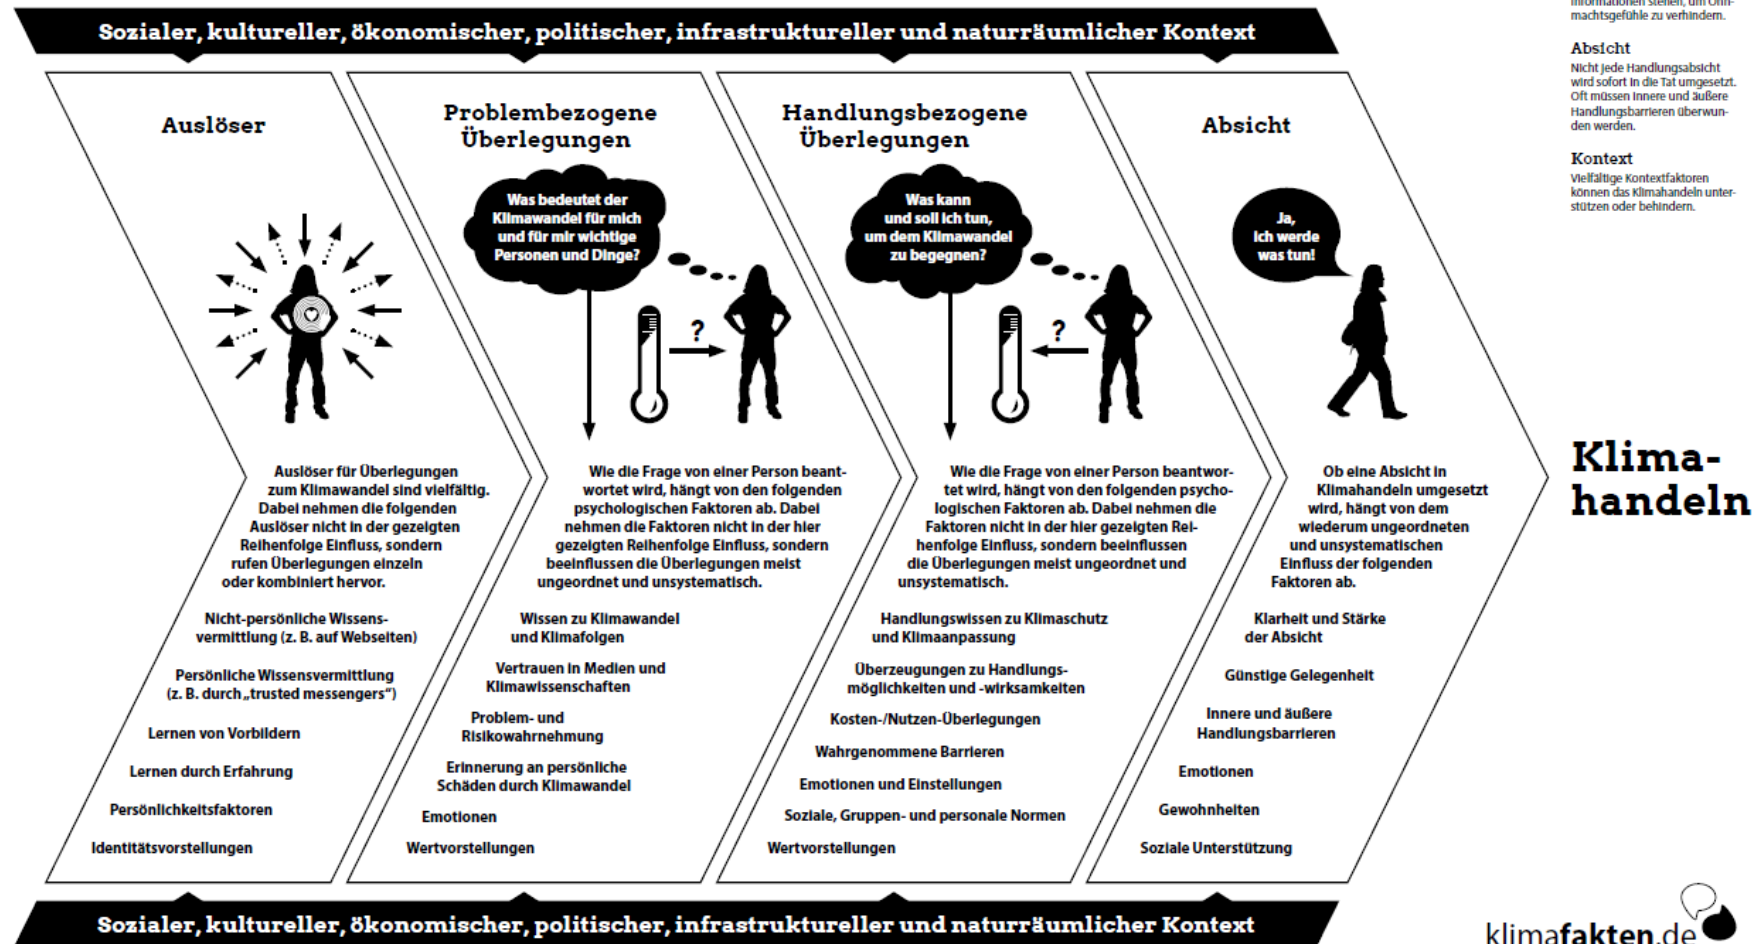 Sozialer, kultureller, ökonomischer, politischer, infrastruktureller und naturräumlicher Kontext
Auslöser
Auslöser für Überlegungen
zum Klimawandel sind vielfältig.
Dabei nehmen die folgenden
Auslöser nicht in der gezeigten
Reihenfolge Einfluss, sondern
rufen Überlegungen einzeln
oder kombiniert hervor.
Nicht-persönliche Wissens-
vermittlung (z. B. auf Webseiten)
Persönliche Wissensvermittlung
(z. B. durch „trusted messengers“)
Lernen von Vorbildern
Lernen durch Erfahrung
Persönlichkeitsfaktoren
Identitätsvorstellungen
Problembezogene
Überlegungen
Was bedeutet der
Klimawandel für mich
und für mir wichtige
Personen und Dinge?
?
Wie die Frage von einer Person beant-
wortet wird, hängt von den folgenden
psychologischen Faktoren ab. Dabei
nehmen die Faktoren nicht in der hier
gezeigten Reihenfolge Einfluss, sondern
beeinflussen die Überlegungen meist
ungeordnet und unsystematisch.
Wissen zu Klimawandel
und Klimafolgen
Vertrauen in Medien und
Klimawissenschaften
Problem- und
Risikowahrnehmung
Erinnerung an persönliche
Schäden durch Klimawandel
Emotionen
Wertvorstellungen
Handlungsbezogene
Überlegungen
Was kann
und soll ich tun,
um dem Klimawandel
zu begegnen?
?
Wie die Frage von einer Person beantwor-
tet wird, hängt von den folgenden psycho-
logischen Faktoren ab. Dabei nehmen die
Faktoren nicht in der hier gezeigten Rei-
henfolge Einfluss, sondern beeinflussen
die Überlegungen meist ungeordnet und
unsystematisch.
Handlungswissen zu Klimaschutz
und Klimaanpassung
Überzeugungen zu Handlungs-
möglichkeiten und -wirksamkeiten
Kosten-/Nutzen-Überlegungen
Wahrgenommene Barrieren
Emotionen und Einstellungen
Soziale, Gruppen- und personale Normen
Wertvorstellungen
Absicht
Ja,
ich werde
was tun!
Ob eine Absicht in
Klimahandeln umgesetzt
wird, hängt von dem
wiederum ungeordneten
und unsystematischen
Einfluss der folgenden
Faktoren ab.
Klarheit und Stärke
der Absicht
Günstige Gelegenheit
Innere und äußere
Handlungsbarrieren
Emotionen
Gewohnheiten
Soziale Unterstützung
Sozialer, kultureller, ökonomischer, politischer, infrastruktureller und naturräumlicher Kontext
Informationen stehen, um Ohn-
machtsgefühle zu verhindern.
Absicht
Nicht jede Handlungsabsicht
wird sofort in die Tat umgesetzt.
Oft müssen innere und äußere
Handlungsbarrieren überwun-
den werden.
Kontext
Vielfältige Kontextfaktoren
können das Klimahandeln unter-
stützen oder behindern.
Klima-
handeln
klimafakten.de